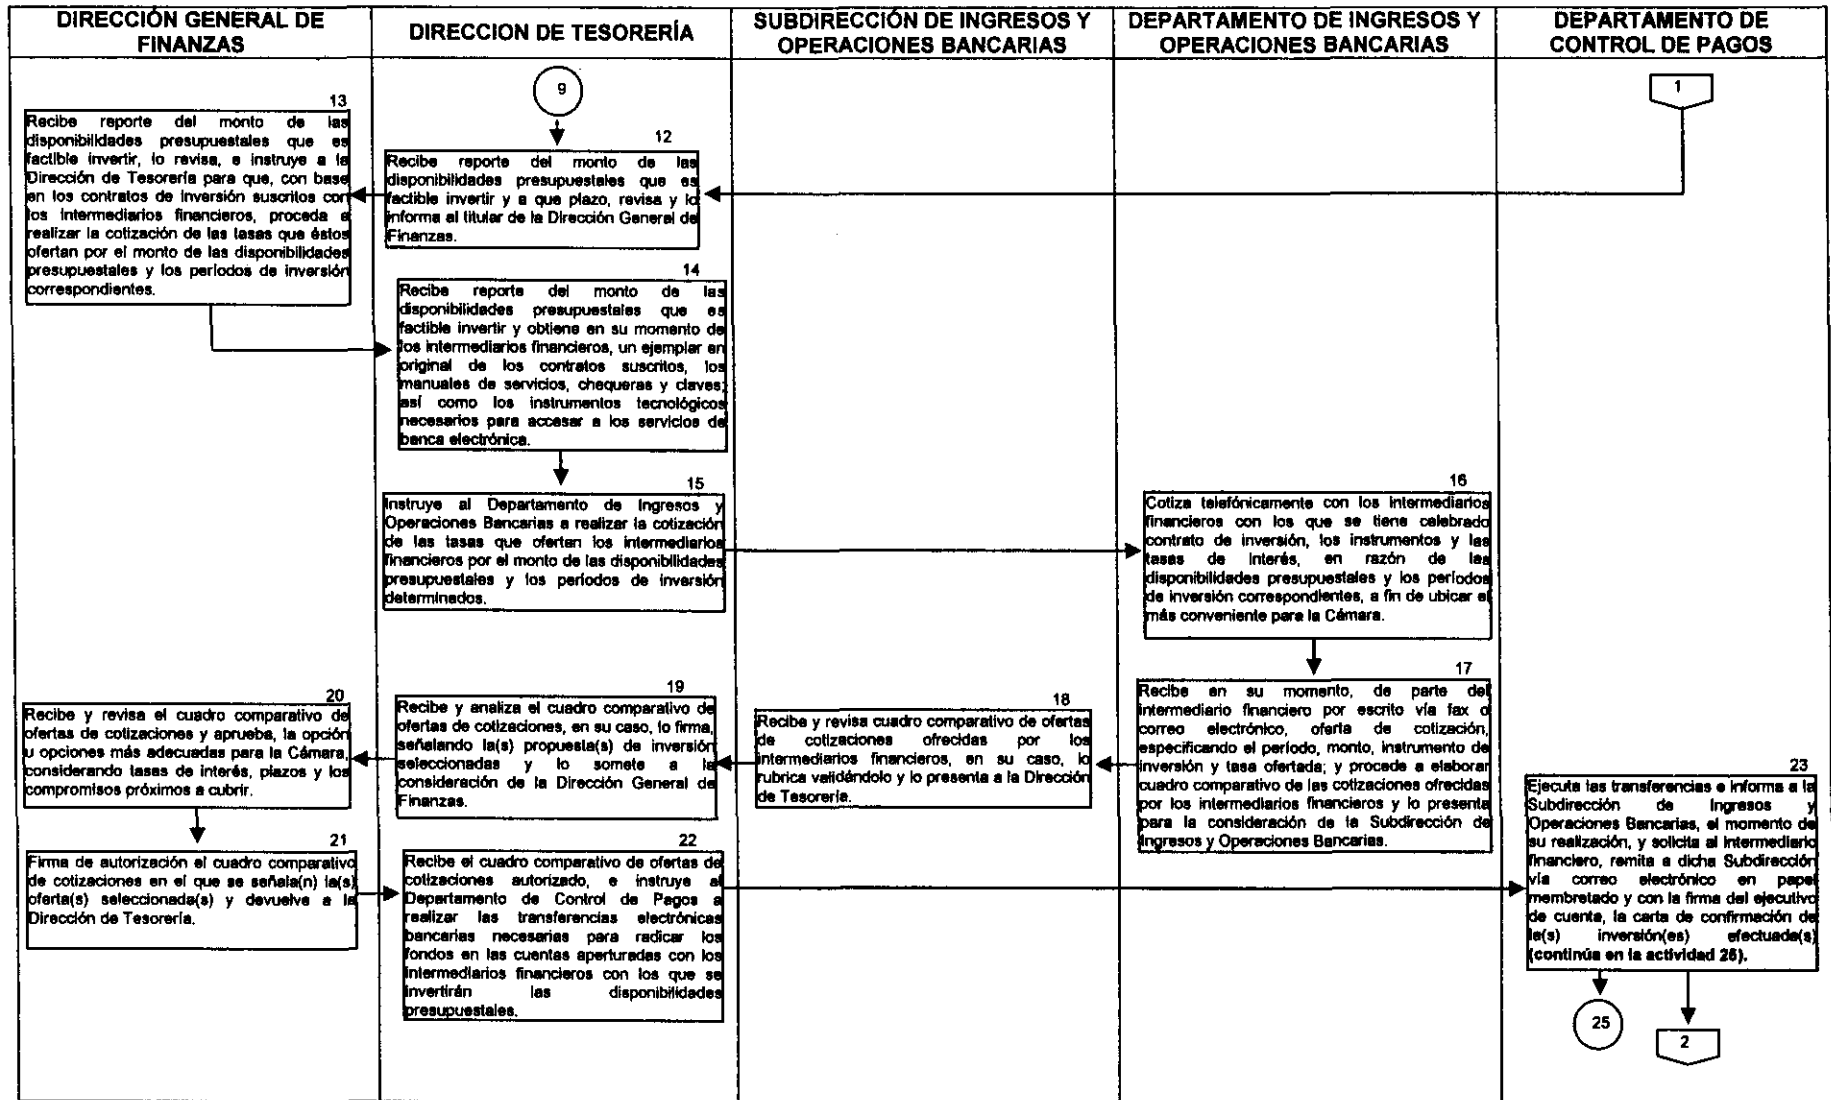 DIRECCIÓN GENERAL DE
FINANZAS
DIRECCION DE TESORERÍA
SUBDIRECCIÓN DE INGRESOS Y
OPERACIONES BANCARIAS
DEPARTAMENTO DE INGRESOS Y
OPERACIONES BANCARIAS
DEPARTAMENTO DE
CONTROL DE PAGOS
9
1
12
Recibe reporte del monto de las
disponibilidades presupuestales que es
factible invertir y a que plazo, revisa y lo
informa al titular de la Dirección General de
Finanzas.
13
Recibe reporte del monto de las
disponibilidades presupuestales que es
factible invertir, lo revisa, e instruye a la
Dirección de Tesorería para que, con base
en los contratos de inversión suscritos con
los intermediarios financieros, proceda a
realizar la cotización de las tasas que éstos
ofertan por el monto de las disponibilidades
presupuestales y los períodos de inversión
correspondientes.
14
Recibe reporte del monto de las
disponibilidades presupuestales que es
factible invertir y obtiene en su momento de
los intermediarios financieros, un ejemplar en
original de los contratos suscritos, los
manuales de servicios, chequeras y claves;
así como los instrumentos tecnológicos
necesarios para accesar a los servicios de
banca electrónica.
15
Instruye al Departamento de Ingresos y
Operaciones Bancarias a realizar la cotización
de las tasas que ofertan los intermediarios
financieros por el monto de las disponibilidades
presupuestales y los períodos de inversión
determinados.
16
Cotiza telefónicamente con los intermediarios
financieros con los que se tiene celebrado
contrato de inversión, los instrumentos y las
tasas de interés, en razón de las
disponibilidades presupuestales y los períodos
de inversión correspondientes, a fin de ubicar el
más conveniente para la Cámara.
17
Recibe en su momento, de parte del
intermediario financiero por escrito vía fax o
correo electrónico, oferta de cotización,
especificando el período, monto, instrumento de
inversión y tasa ofertada; y procede a elaborar
cuadro comparativo de las cotizaciones ofrecidas
por los intermediarios financieros y lo presenta
para la consideración de la Subdirección de
Ingresos y Operaciones Bancarias.
18
Recibe y revisa cuadro comparativo de ofertas
de cotizaciones ofrecidas por los
intermediarios financieros, en su caso, lo
rubrica validándolo y lo presenta a la Dirección
de Tesorería.
19
Recibe y analiza el cuadro comparativo de
ofertas de cotizaciones, en su caso, lo firma,
señalando la(s) propuesta(s) de inversión
seleccionadas y lo somete a la
consideración de la Dirección General de
Finanzas.
20
Recibe y revisa el cuadro comparativo de
ofertas de cotizaciones y aprueba, la opción
u opciones más adecuadas para la Cámara,
considerando tasas de interés, plazos y los
compromisos próximos a cubrir.
21
Firma de autorización el cuadro comparativo
de cotizaciones en el que se señala(n) la(s)
oferta(s) seleccionada(s) y devuelve a la
Dirección de Tesorería.
22
Recibe el cuadro comparativo de ofertas de
cotizaciones autorizado, e instruye al
Departamento de Control de Pagos a
realizar las transferencias electrónicas
bancarias necesarias para radicar los
fondos en las cuentas aperturadas con los
intermediarios financieros con los que se
invertirán las disponibilidades
presupuestales.
23
Ejecuta las transferencias e informa a la
Subdirección de Ingresos y
Operaciones Bancarias, el momento de
su realización, y solicita al intermediario
financiero, remita a dicha Subdirección
vía correo electrónico en papel
membretado y con la firma del ejecutivo
de cuenta, la carta de confirmación de
la(s) inversión(es) efectuada(s)
(continúa en la actividad 25).
25
2